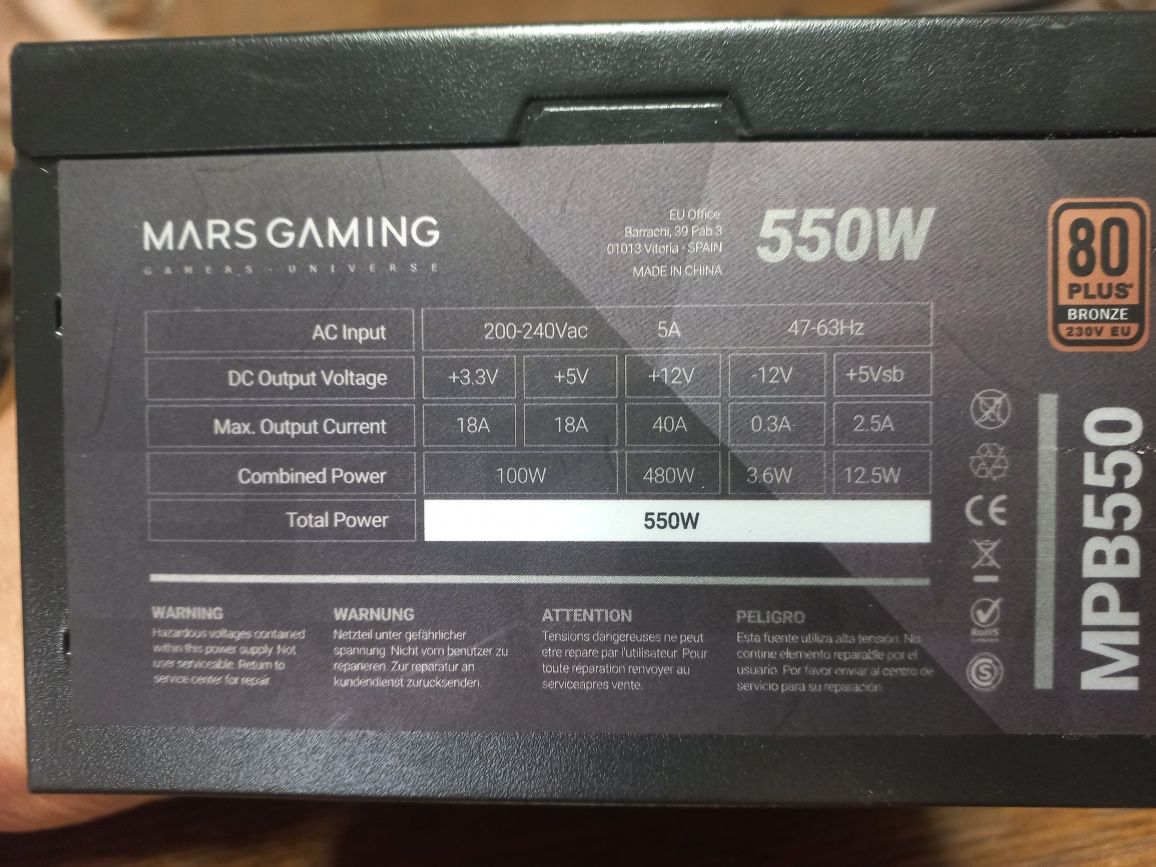 MARS GAMING
GAMERS · UNIVERSE
EU Office
Barrachi, 39 Pab 3
01013 Vitoria - SPAIN
MADE IN CHINA
550W
80
PLUS
BRONZE
230V EU
AC Input 200-240Vac 5A 47-63Hz
DC Output Voltage +3.3V +5V +12V -12V +5Vsb
Max. Output Current 18A 18A 40A 0.3A 2.5A
Combined Power 100W 480W 3.6W 12.5W
Total Power 550W
WARNING
Hazardous voltages contained
within this power supply. Not
user serviceable. Return to
service center for repair.
WARNUNG
Netzteil unter gefährlicher
spannung. Nicht vom benutzer zu
reparieren. Zur reparatur an
kundendienst zurucksenden.
ATTENTION
Tensions dangereuses ne peut
etre repare par l'utilisateur. Pour
toute réparation renvoyer au
serviceapres vente.
PELIGRO
Esta fuente utiliza alta tensión. No
contine elemento reparable por el
usuario. Por favor enviar al centro de
servicio para su reparación.
CE
RoHS
MPB550